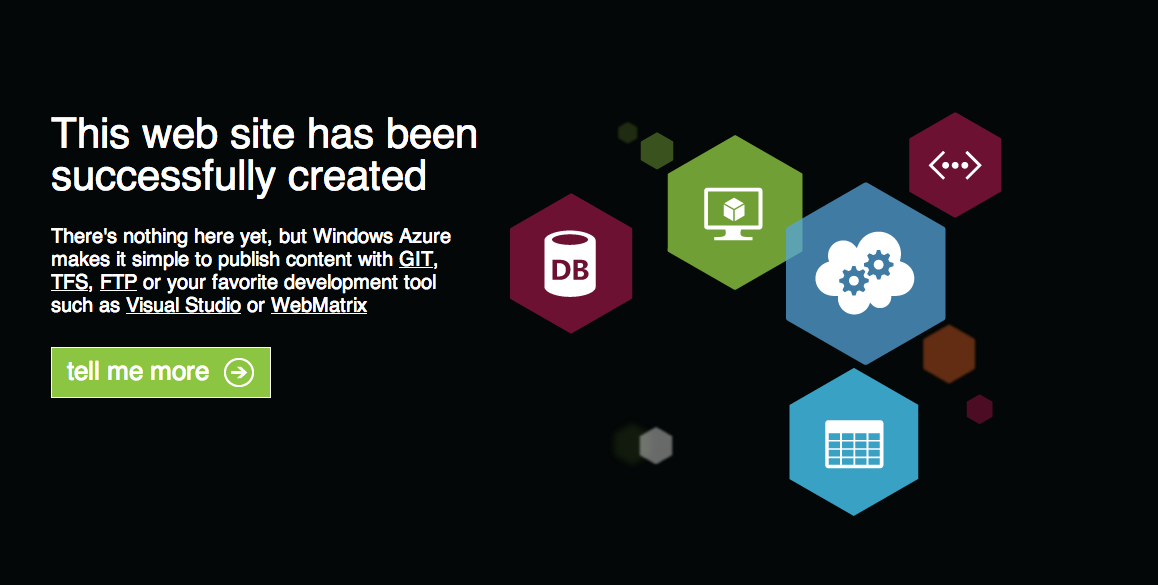 This web site has been
successfully created
There's nothing here yet, but Windows Azure
makes it simple to publish content with GIT,
TFS, FTP or your favorite development tool
such as Visual Studio or WebMatrix
tell me more
DB